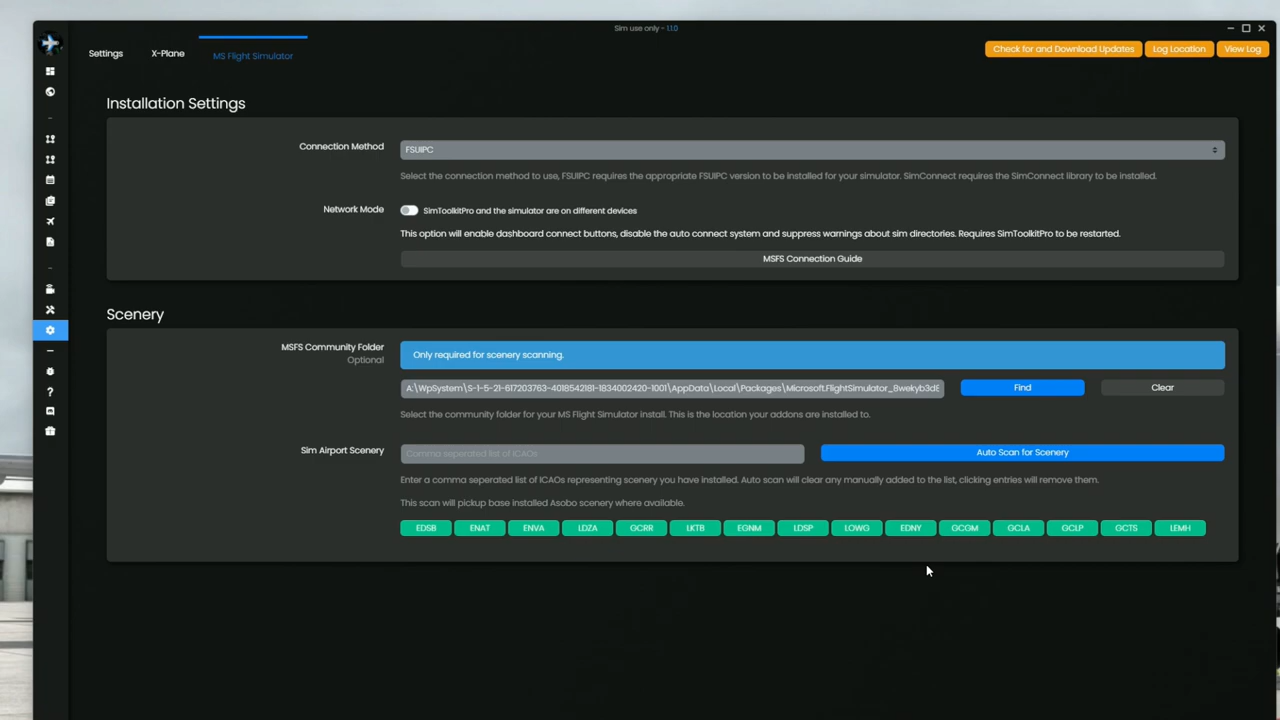 Sim use only - 1.1.0
Settings
X-Plane
MS Flight Simulator
Check for and Download Updates
Log Location
View Log
Installation Settings
Connection Method
FSUIPC
Select the connection method to use, FSUIPC requires the appropriate FSUIPC version to be installed for your simulator. SimConnect requires the SimConnect library to be installed.
Network Mode
SimToolkitPro and the simulator are on different devices
This option will enable dashboard connect buttons, disable the auto connect system and suppress warnings about sim directories. Requires SimToolkitPro to be restarted.
MSFS Connection Guide
Scenery
MSFS Community Folder
Optional
Only required for scenery scanning.
A:\WpSystem\S-1-5-21-617203763-4018542181-1834002420-1001\AppData\Local\Packages\Microsoft.FlightSimulator_8wekyb3d8
Find
Clear
Select the community folder for your MS Flight Simulator install. This is the location your addons are installed to.
Sim Airport Scenery
Comma seperated list of ICAOs
Auto Scan for Scenery
Enter a comma seperated list of ICAOs representing scenery you have installed. Auto scan will clear any manually added to the list, clicking entries will remove them.
This scan will pickup base installed Asobo scenery where available.
EDSB ENAT ENVA LDZA GCRR LKTB EGNM LDSP LOWG EDNY GCGM GCLA GCLP GCTS LEMH